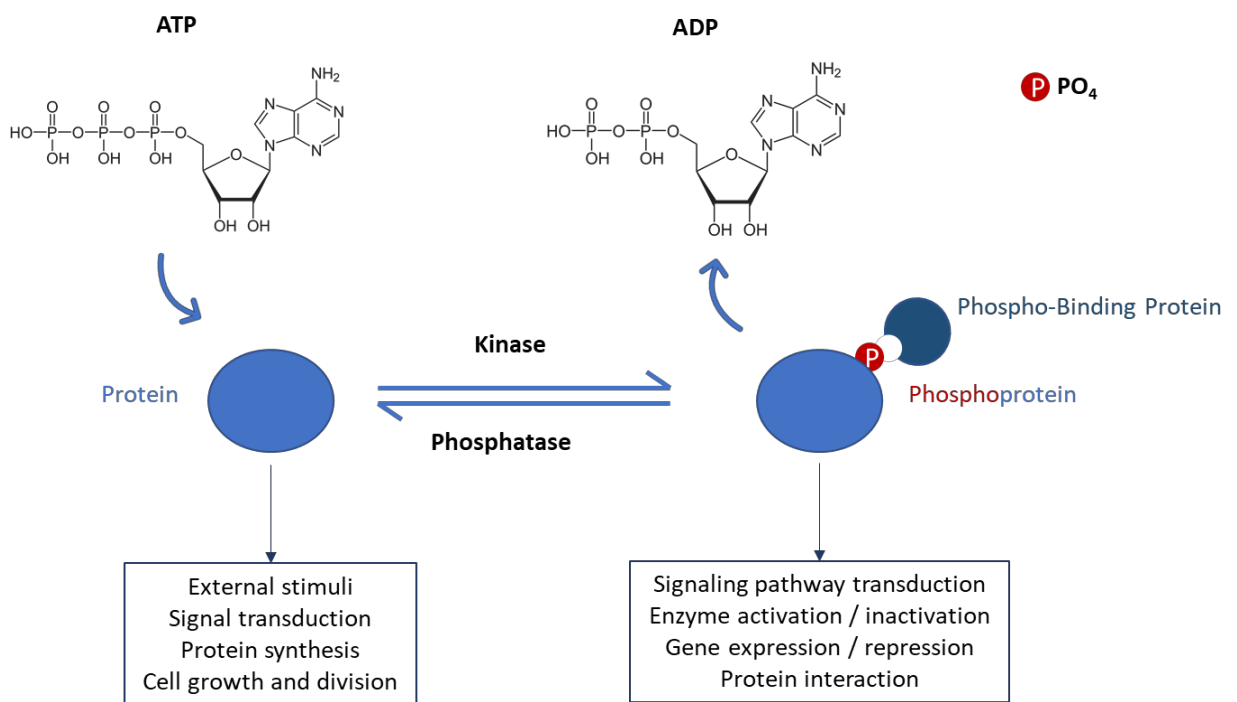 ATP
ADP
NH₂
N
N
N
N
O
O
O
HO
P
O
P
O
P
O
OH
OH
OH
O
OH
OH
NH₂
N
N
N
N
O
O
HO
P
O
P
O
OH
OH
O
OH
OH
P PO₄
Kinase
Phosphatase
Protein
Phospho-Binding Protein
P
Phosphoprotein
External stimuli
Signal transduction
Protein synthesis
Cell growth and division
Signaling pathway transduction
Enzyme activation / inactivation
Gene expression / repression
Protein interaction